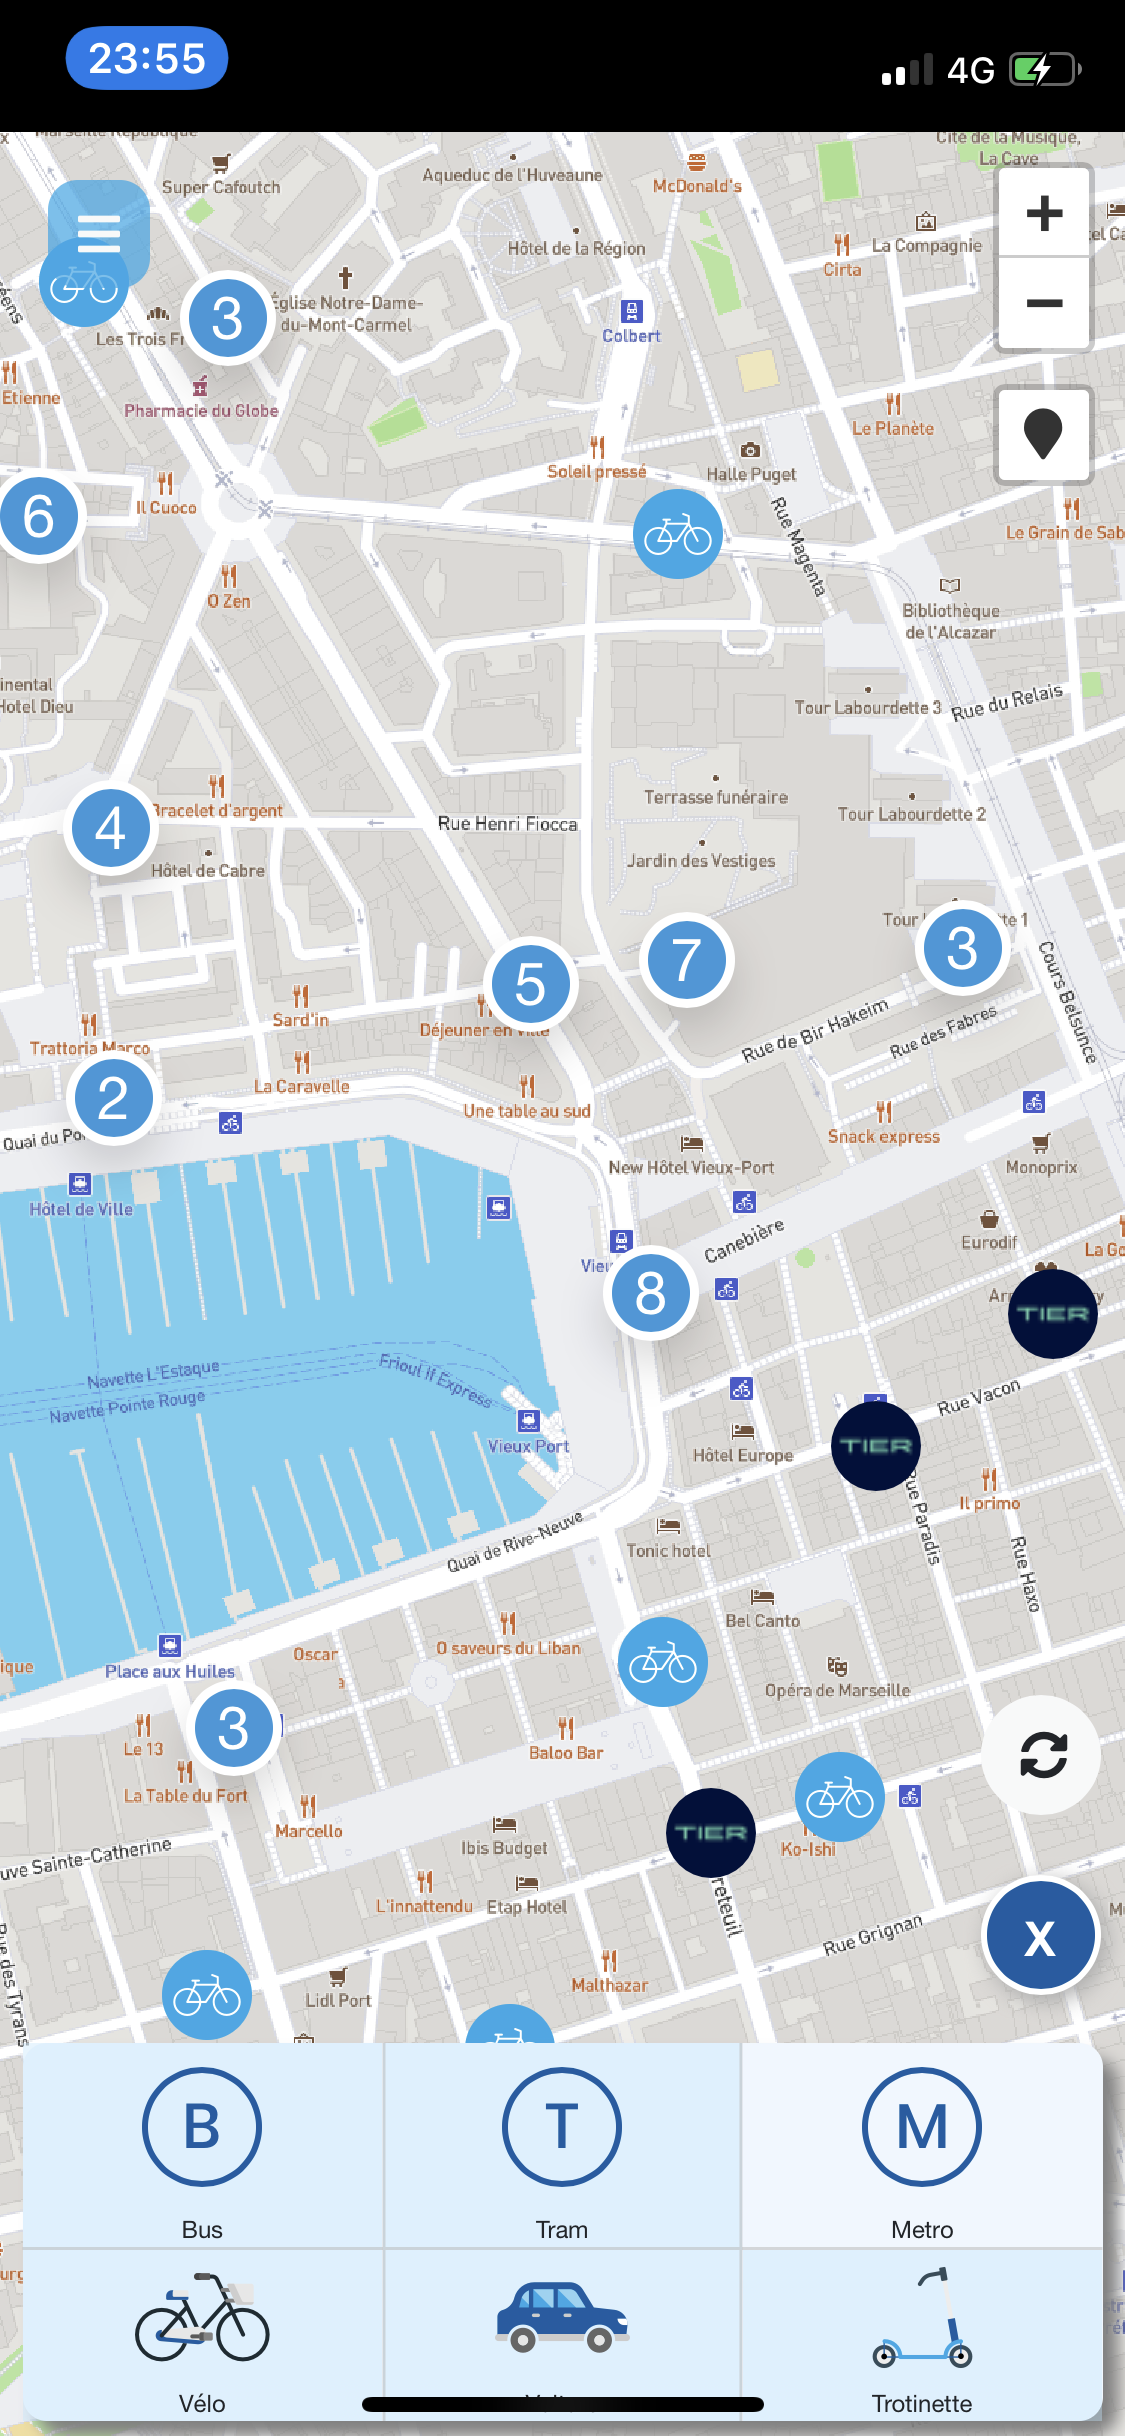 23:55
4G
Marseille République
Cité de la Musique,
La Cave
Super Cafoutch
Aqueduc de l'Huveaune
McDonald's
Hôtel de la Région
La Compagnie
Cirta
+
−
3
Église Notre-Dame-
du-Mont-Carmel
Les Trois Fr
Colbert
Etienne
Pharmacie du Globe
Le Planète
Soleil pressé
Halle Puget
Il Cuoco
6
Rue Magenta
Le Grain de Sab
O Zen
Bibliothèque
de l'Alcazar
inental
Hotel Dieu
Tour Labourdette 3
Rue du Relais
Terrasse funéraire
Tour Labourdette 2
Bracelet d'argent
4
Rue Henri Fiocca
Jardin des Vestiges
Hôtel de Cabre
Tour
te 1
3
7
5
Cours Belsunce
Sard'in
Déjeuner en ville
Rue de Bir Hakeim
Rue des Fabres
Trattoria Marco
La Caravelle
2
Une table au sud
Snack express
Quai du Po
New Hôtel Vieux-Port
Monoprix
Hôtel de Ville
Canebière
Eurodif
La Go
Vieu
8
TIER
Navette L'Estaque
Frioul If Express
Navette Pointe Rouge
Rue Vacon
Vieux Port
Hôtel Europe
TIER
Rue Paradis
Il primo
Quai de Rive-Neuve
Tonic hotel
Rue Haxo
Bel Canto
O saveurs du Liban
Oscar
ique
Place aux Huiles
Opéra de Marseille
3
Le 13
Baloo Bar
La Table du Fort
Marcello
Ibis Budget
TIER
Ko-Ishi
uve Sainte-Catherine
L'innattendu
Etap Hotel
reteuil
Rue Grignan
X
Rue des Tyrans
Malthazar
Lidl Port
B
T
M
Bus
Tram
Metro
Vélo
Trotinette